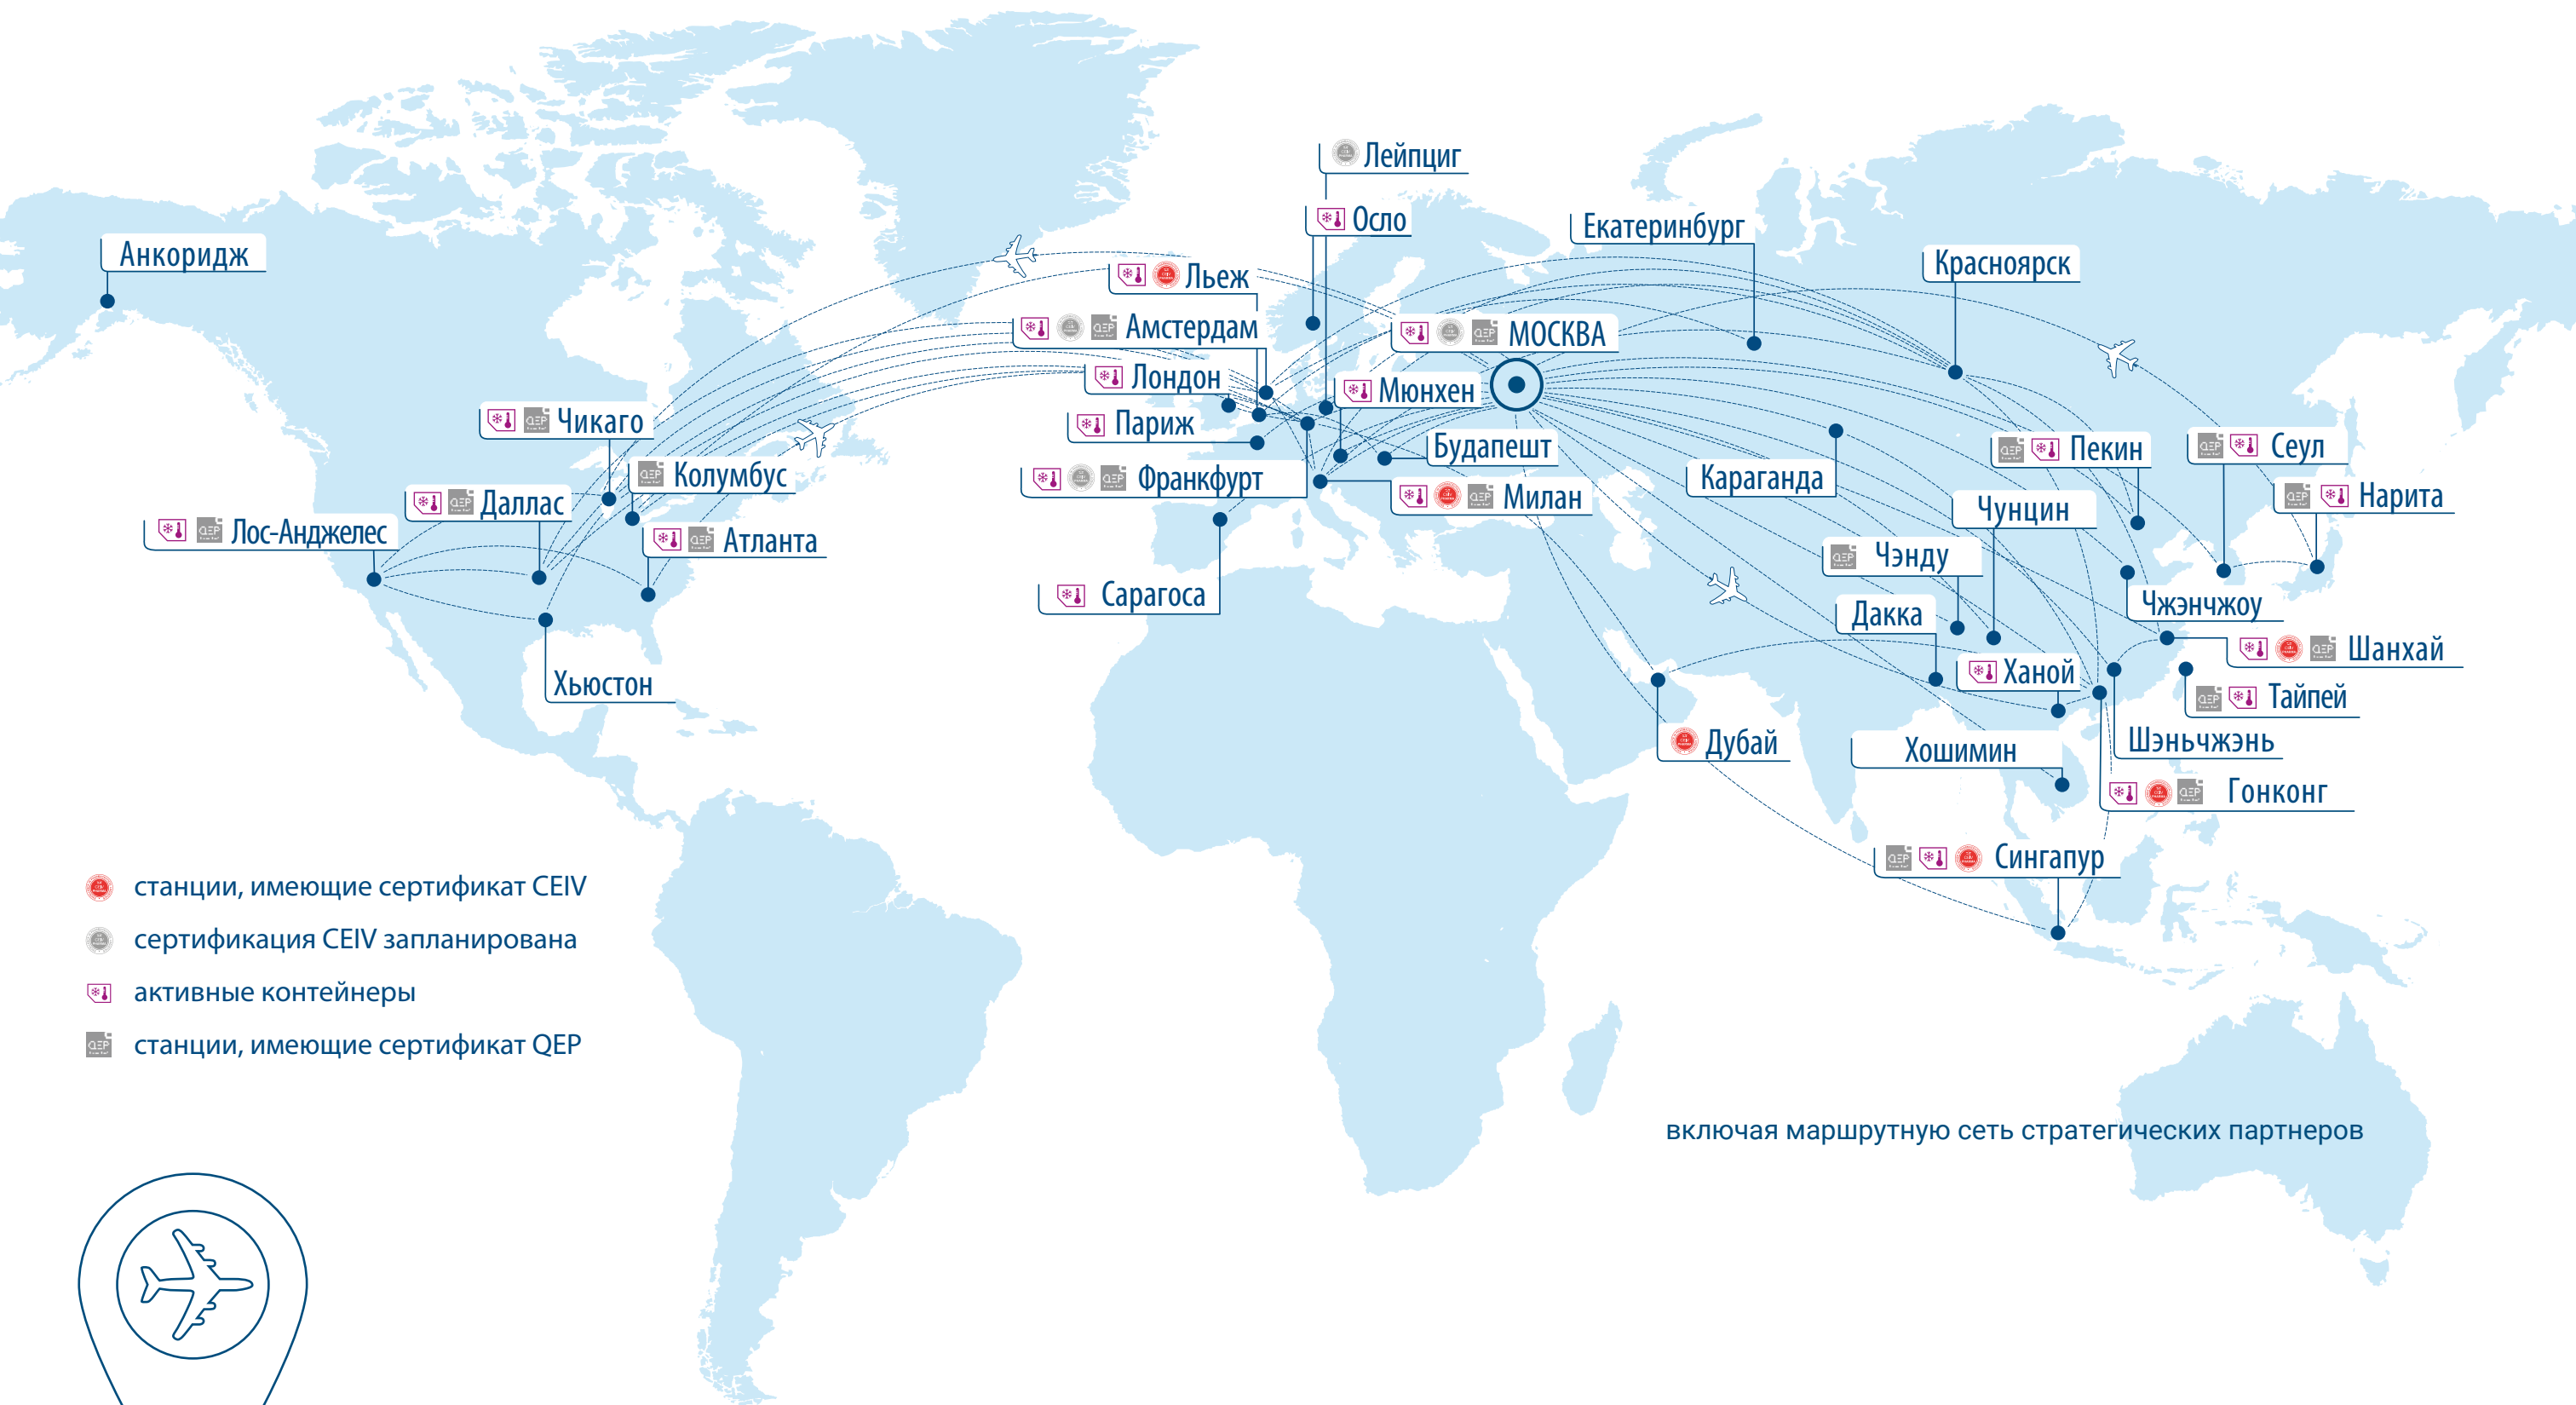 Лейпциг
Осло
Екатеринбург
Анкоридж
Красноярск
Льеж
Амстердам
МОСКВА
Лондон
Мюнхен
Чикаго
Париж
Будапешт
Пекин
Сеул
Колумбус
Франкфурт
Караганда
Даллас
Милан
Чунцин
Нарита
Лос-Анджелес
Атланта
Чэнду
Сарагоса
Дакка
Чжэнчжоу
Шанхай
Ханой
Хьюстон
Тайпей
Дубай
Хошимин
Шэньчжэнь
Гонконг
Сингапур
станции, имеющие сертификат CEIV
сертификация CEIV запланирована
активные контейнеры
QEP станции, имеющие сертификат QEP
включая маршрутную сеть стратегических партнеров